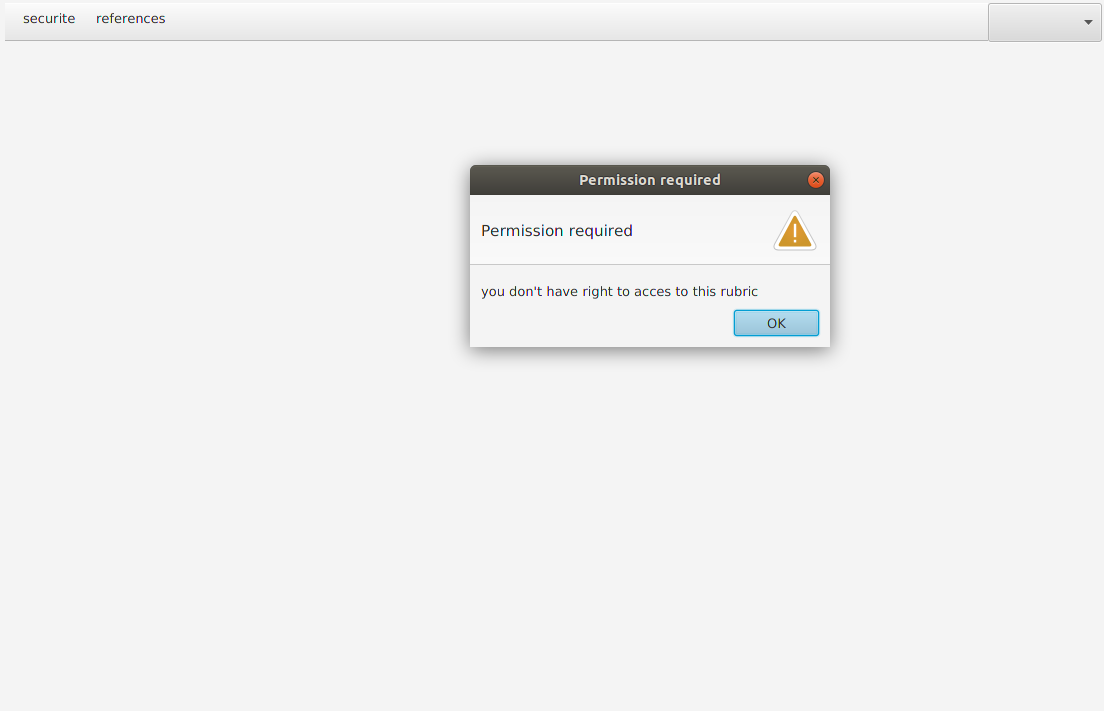 securite references
Permission required
Permission required
you don't have right to acces to this rubric
OK